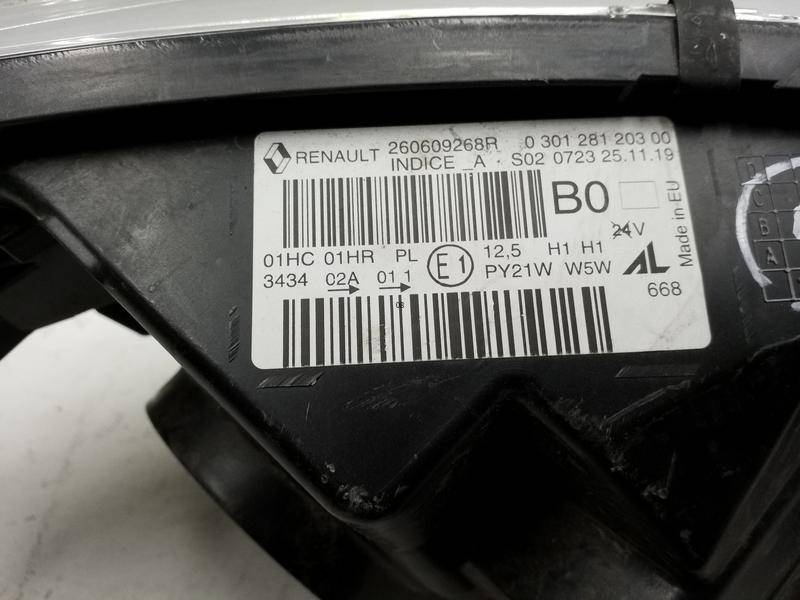 RENAULT 260609268R 0 301 281 203 00
INDICE _A · S02 0723 25.11.19
B0
Made in EU
24V
01HC 01HR PL E1 12,5 H1 H1
3434 02A 01 1 PY21W W5W AL
668
D
C
B
A